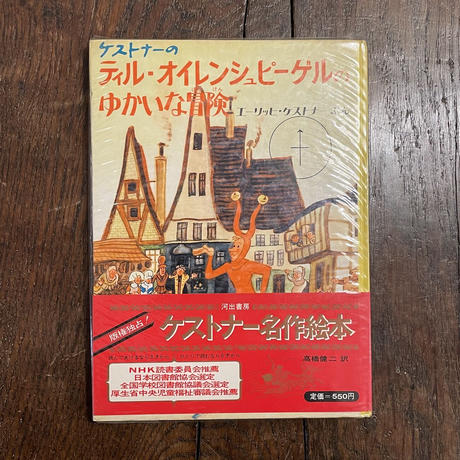 ケストナーの
ティル・オイレンシュピーゲルの
ゆかいな冒険
けん
エーリッヒ・ケストナー
河出書房
版権独占!
ケストナー名作絵本
高橋健二 訳
NHK読書委員会推薦
日本図書館協会選定
全国学校図書館協議会選定
厚生省中央児童福祉審議会推薦
定価=550円